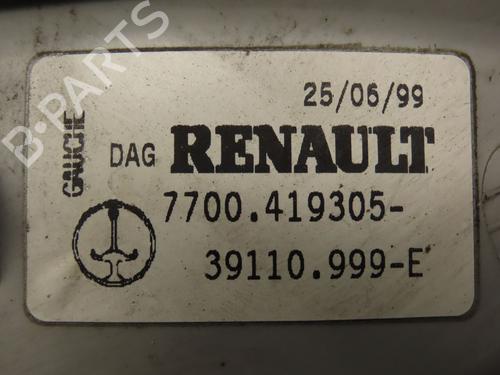 25/06/99
GAUCHE
DAG RENAULT
7700.419305-
39110.999-E
B-PARTS